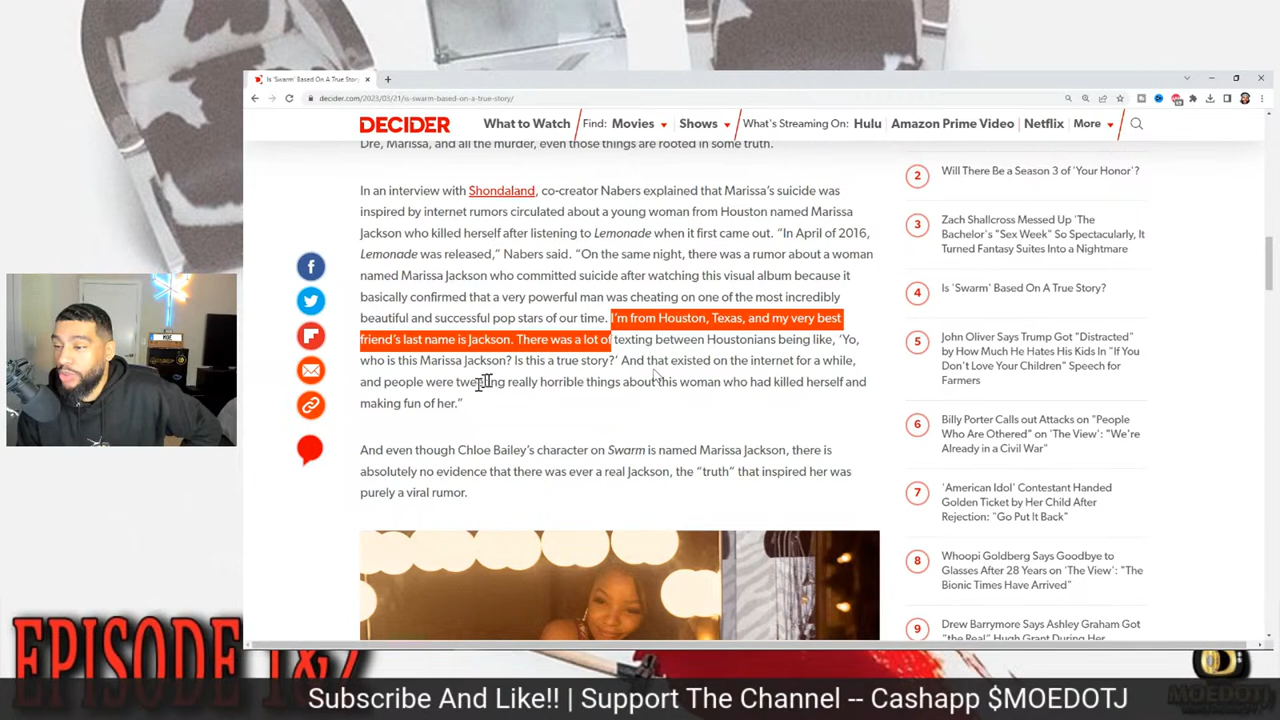 Is 'Swarm' Based On A True Stor
decider.com/2023/03/21/is-swarm-based-on-a-true-story/
DECIDER
What to Watch
Find: Movies
Shows
What's Streaming On: Hulu
Amazon Prime Video
Netflix
More
Dre, Marissa, and all the murder, even those things are rooted in some truth.
In an interview with Shondaland, co-creator Nabers explained that Marissa's suicide was
inspired by internet rumors circulated about a young woman from Houston named Marissa
Jackson who killed herself after listening to Lemonade when it first came out. “In April of 2016,
Lemonade was released,” Nabers said. “On the same night, there was a rumor about a woman
named Marissa Jackson who committed suicide after watching this visual album because it
basically confirmed that a very powerful man was cheating on one of the most incredibly
beautiful and successful pop stars of our time. I'm from Houston, Texas, and my very best
friend's last name is Jackson. There was a lot of texting between Houstonians being like, ‘Yo,
who is this Marissa Jackson? Is this a true story?’ And that existed on the internet for a while,
and people were tweeting really horrible things about this woman who had killed herself and
making fun of her.”
And even though Chloe Bailey's character on Swarm is named Marissa Jackson, there is
absolutely no evidence that there was ever a real Jackson, the “truth” that inspired her was
purely a viral rumor.
2
Will There Be a Season 3 of 'Your Honor'?
3
Zach Shallcross Messed Up 'The
Bachelor's "Sex Week" So Spectacularly, It
Turned Fantasy Suites Into a Nightmare
4
Is 'Swarm' Based On A True Story?
5
John Oliver Says Trump Got "Distracted"
by How Much He Hates His Kids In "If You
Don't Love Your Children" Speech for
Farmers
6
Billy Porter Calls out Attacks on "People
Who Are Othered" on 'The View': "We're
Already in a Civil War"
7
'American Idol' Contestant Handed
Golden Ticket by Her Child After
Rejection: "Go Put It Back"
8
Whoopi Goldberg Says Goodbye to
Glasses After 28 Years on 'The View': "The
Bionic Times Have Arrived"
9
Drew Barrymore Says Ashley Graham Got
"the Real" Hugh Grant During Her
EPISODE 1&2
Subscribe And Like!! | Support The Channel -- Cashapp $MOEDOTJ